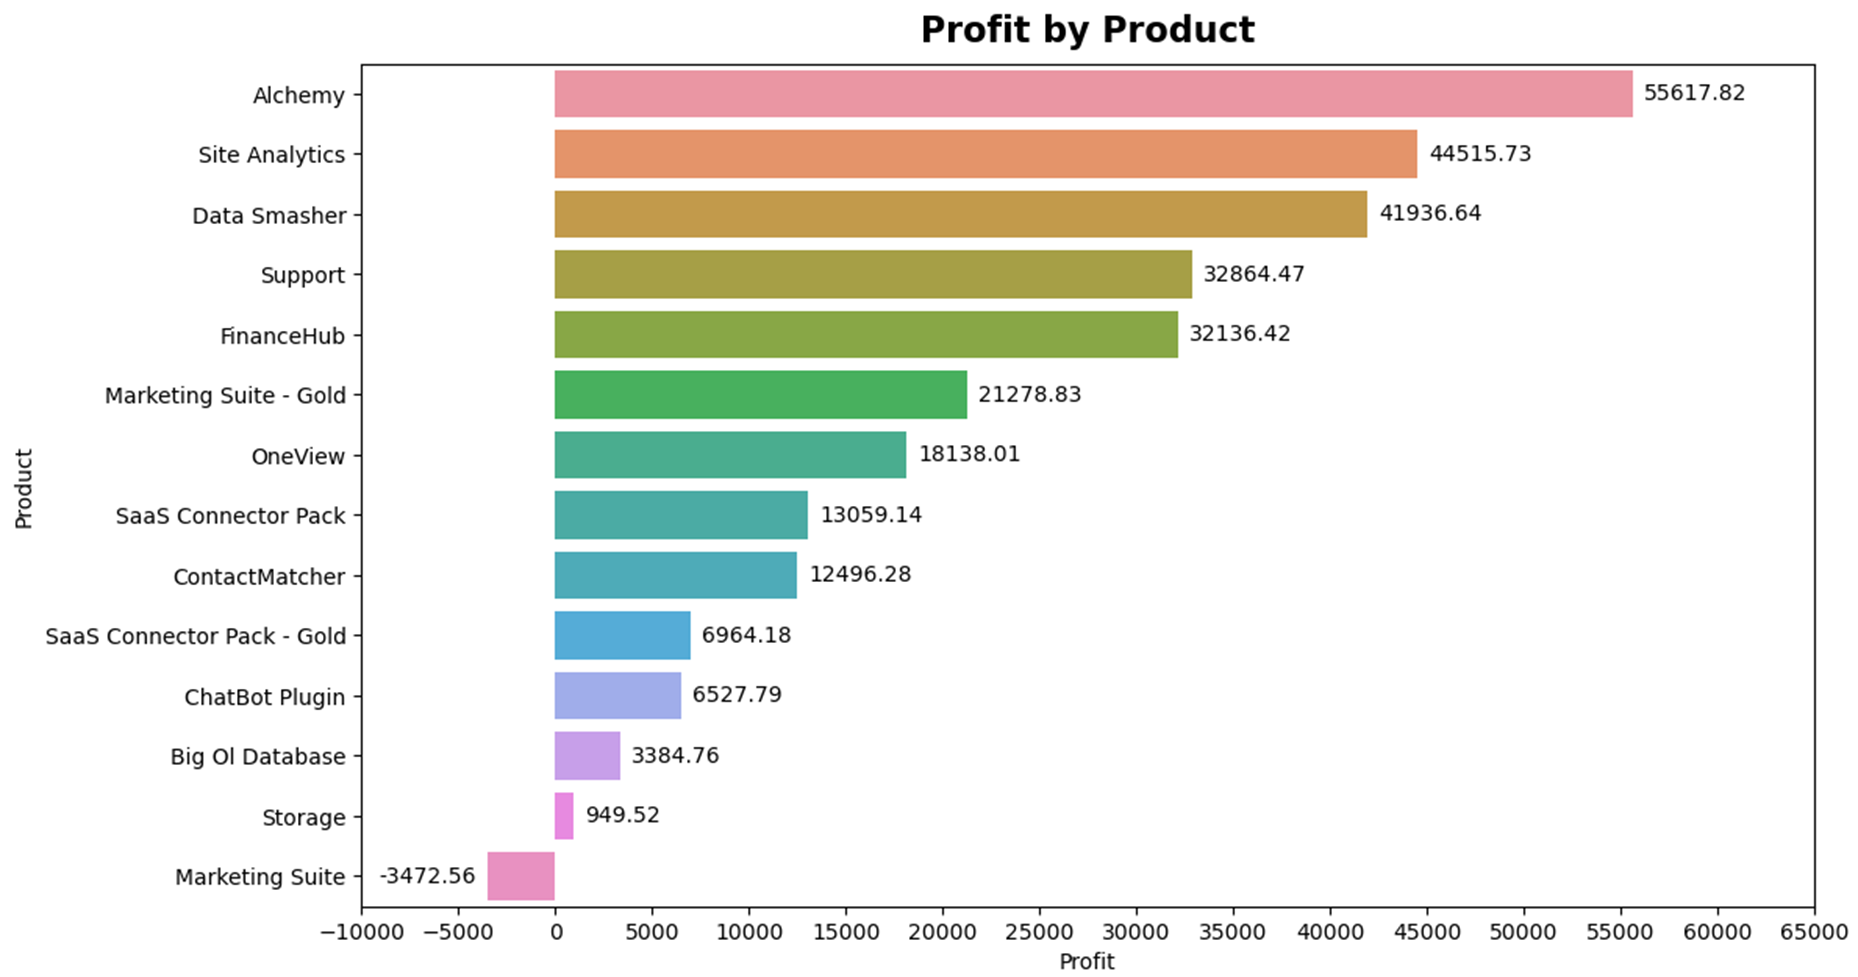 Profit by Product
Alchemy 55617.82
Site Analytics 44515.73
Data Smasher 41936.64
Support 32864.47
FinanceHub 32136.42
Marketing Suite - Gold 21278.83
OneView 18138.01
SaaS Connector Pack 13059.14
ContactMatcher 12496.28
SaaS Connector Pack - Gold 6964.18
ChatBot Plugin 6527.79
Big Ol Database 3384.76
Storage 949.52
Marketing Suite -3472.56
Product
−10000 −5000 0 5000 10000 15000 20000 25000 30000 35000 40000 45000 50000 55000 60000 65000
Profit